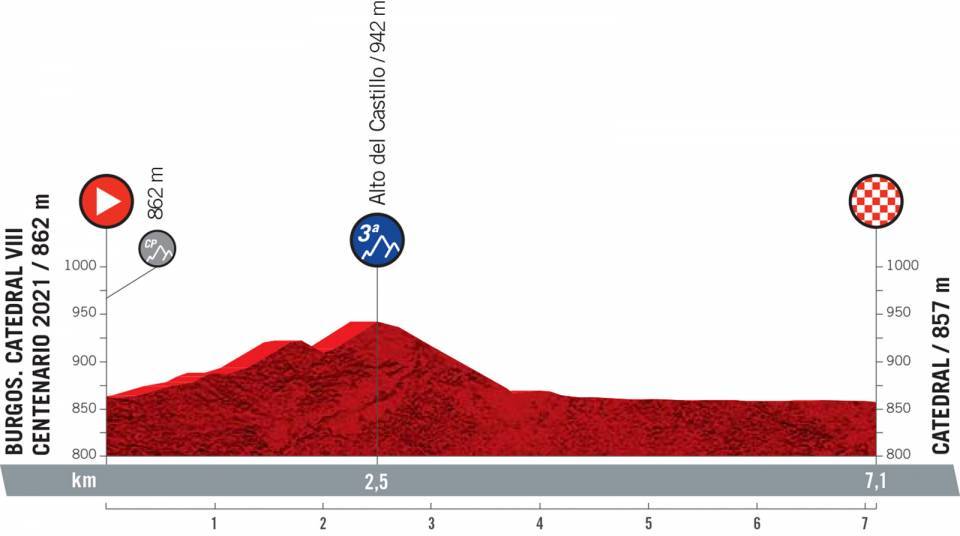 BURGOS. CATEDRAL VIII
CENTENARIO 2021 / 862 m
CP
862 m
3ª
Alto del Castillo / 942 m
CATEDRAL / 857 m
1000
950
900
850
800
1000
950
900
850
800
km
2,5
7,1
1
2
3
4
5
6
7